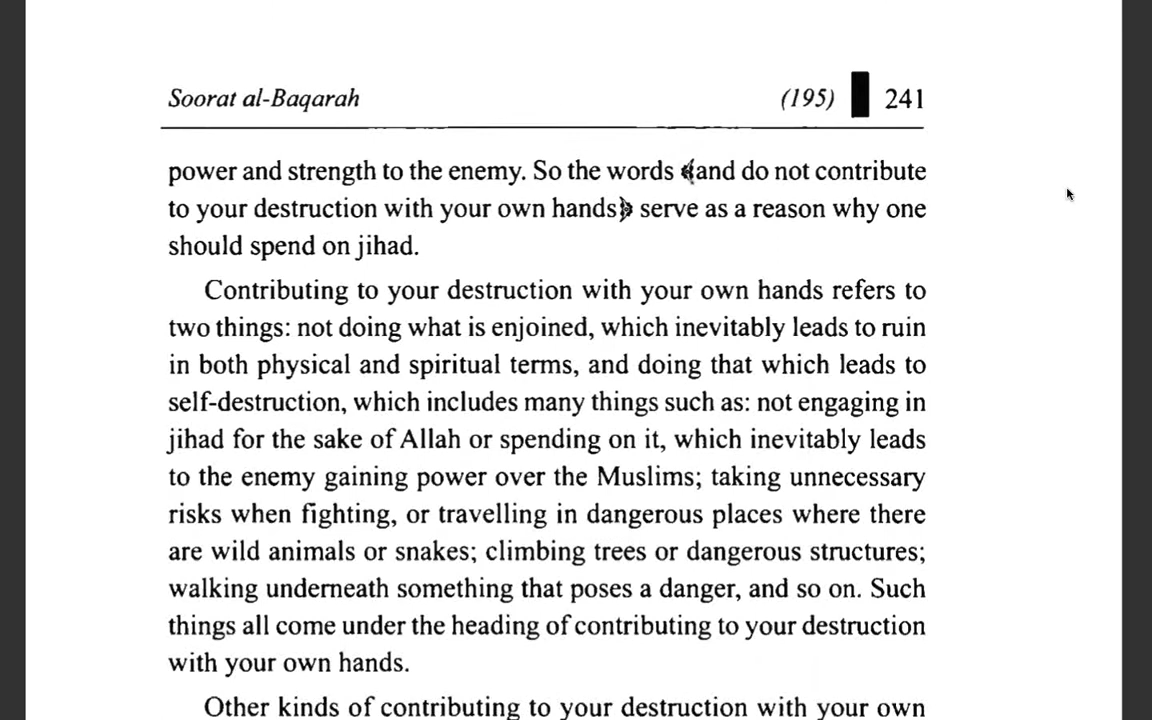 Soorat al-Baqarah (195) 241
power and strength to the enemy. So the words ﴾and do not contribute
to your destruction with your own hands﴿ serve as a reason why one
should spend on jihad.
Contributing to your destruction with your own hands refers to
two things: not doing what is enjoined, which inevitably leads to ruin
in both physical and spiritual terms, and doing that which leads to
self-destruction, which includes many things such as: not engaging in
jihad for the sake of Allah or spending on it, which inevitably leads
to the enemy gaining power over the Muslims; taking unnecessary
risks when fighting, or travelling in dangerous places where there
are wild animals or snakes; climbing trees or dangerous structures;
walking underneath something that poses a danger, and so on. Such
things all come under the heading of contributing to your destruction
with your own hands.
Other kinds of contributing to your destruction with your own